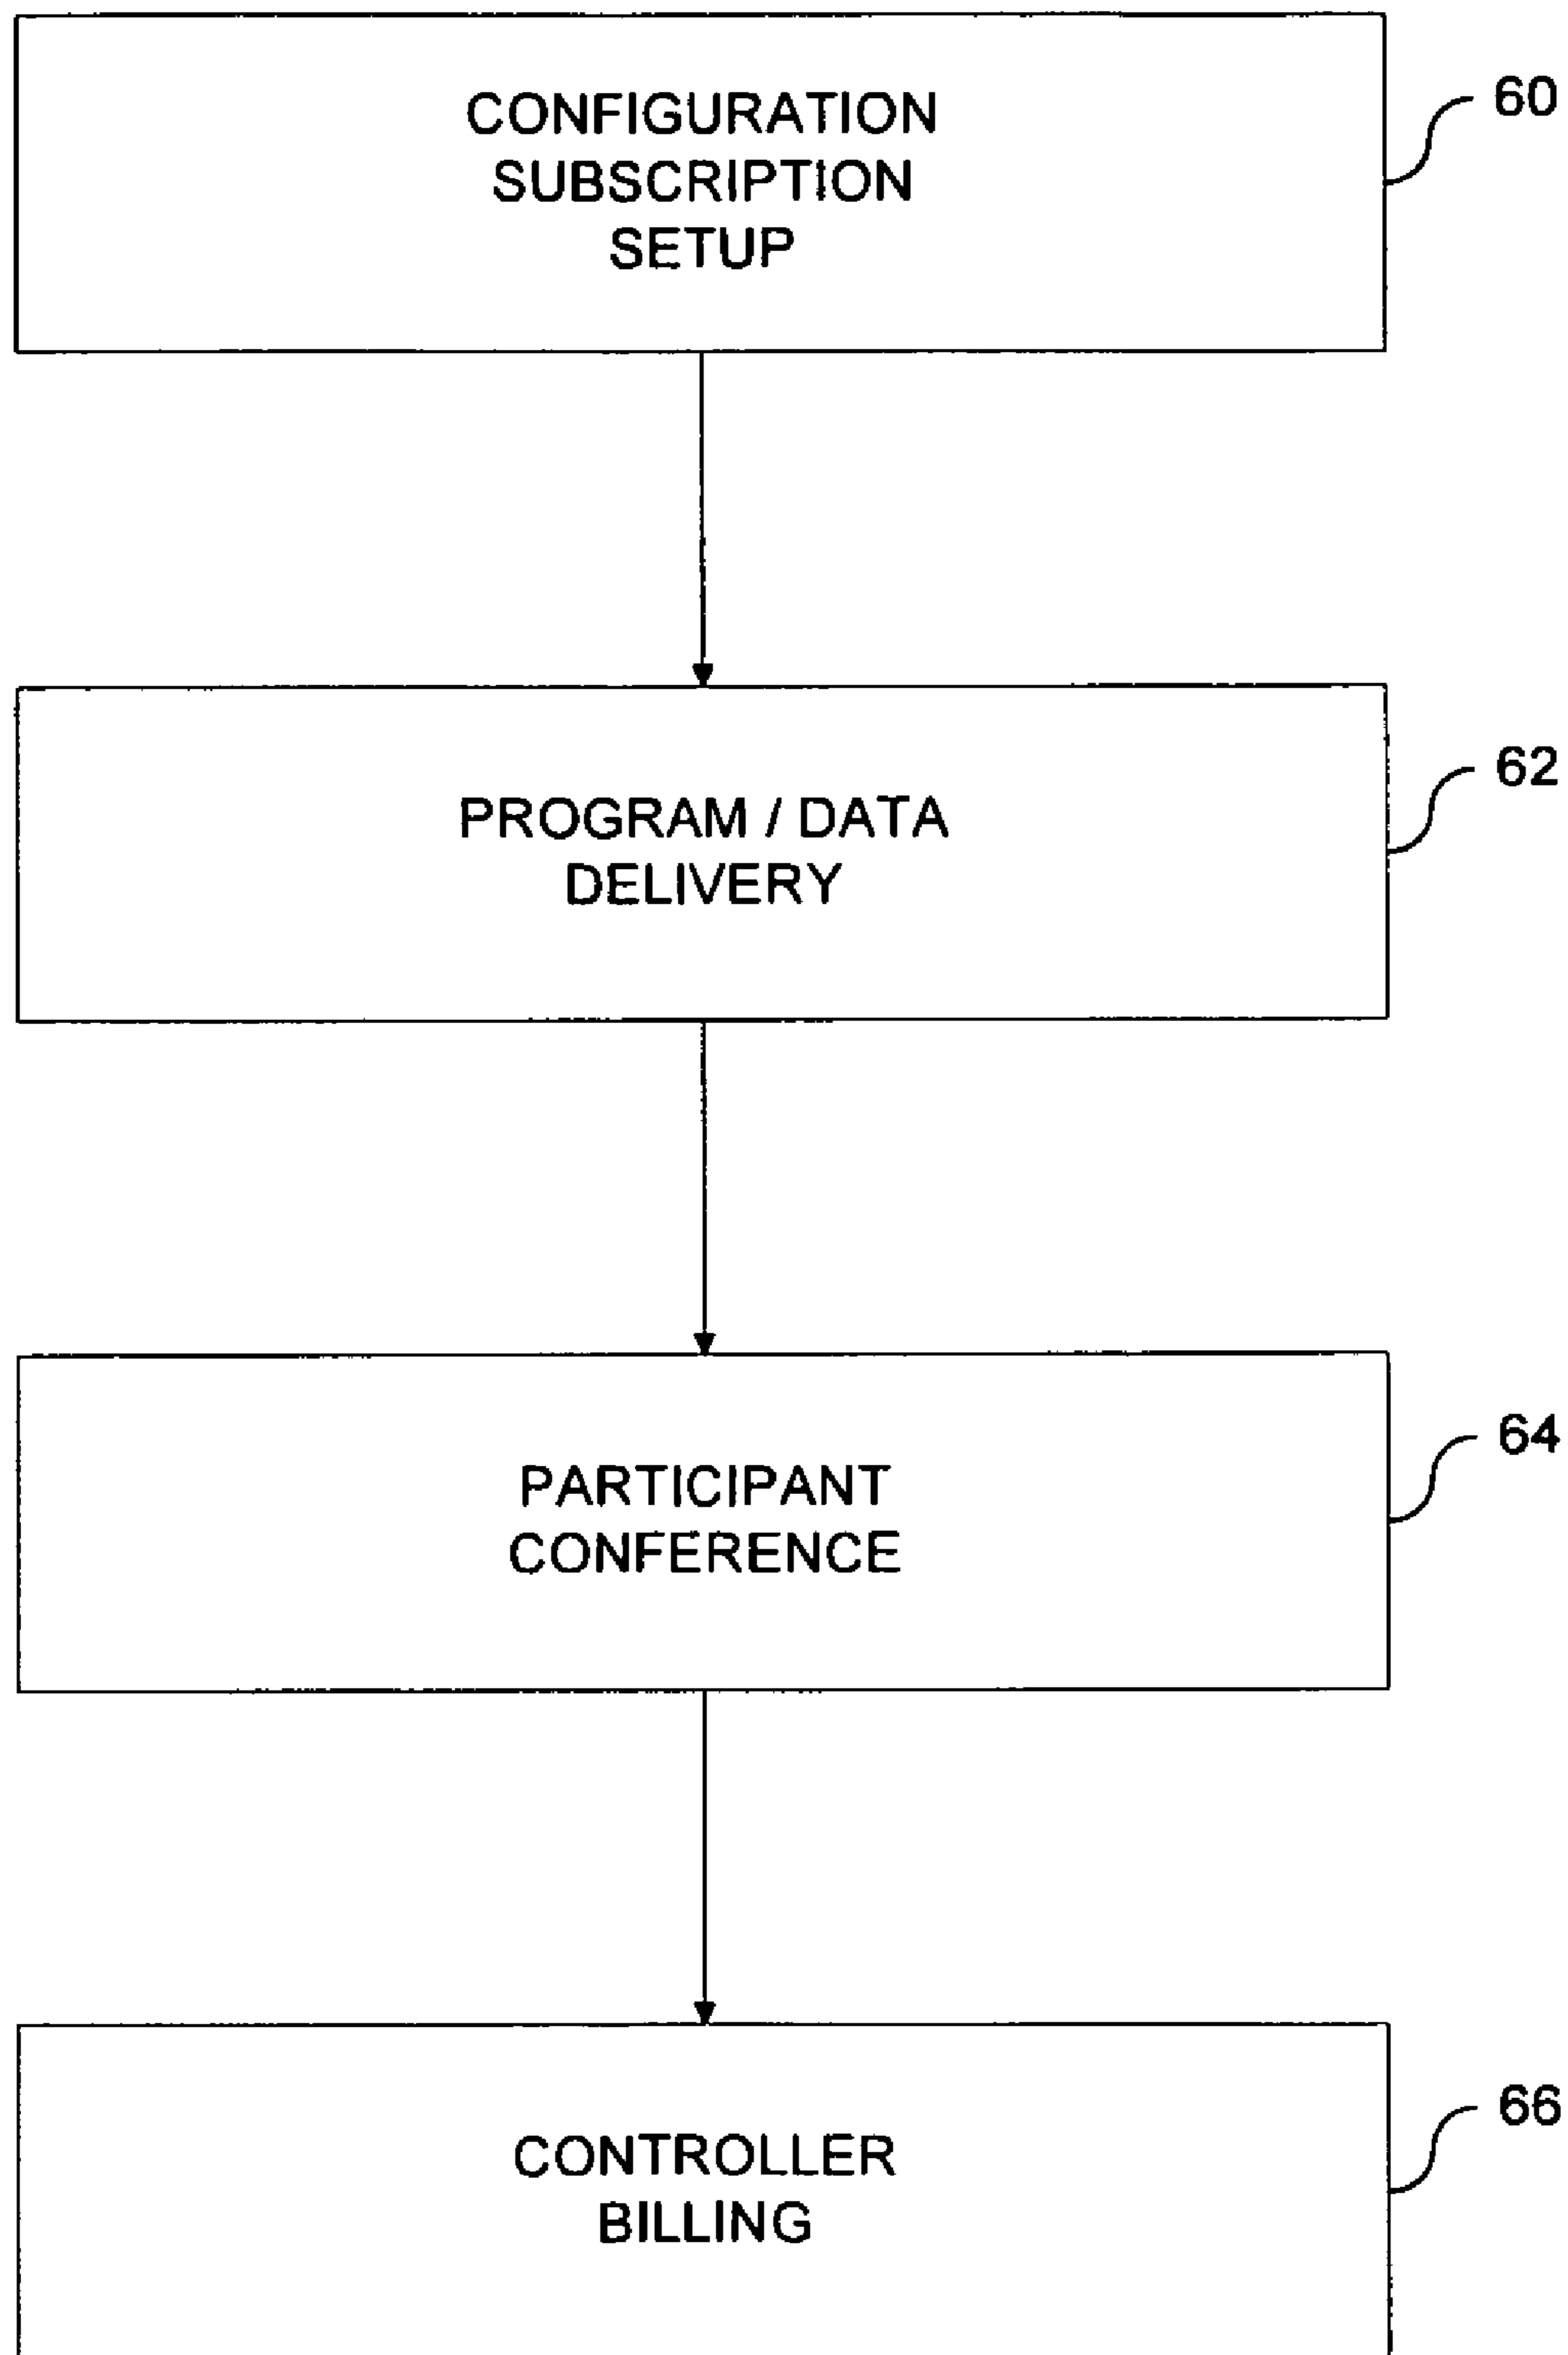 CONFIGURATION
SUBSCRIPTION
SETUP
60
PROGRAM / DATA
DELIVERY
62
PARTICIPANT
CONFERENCE
64
CONTROLLER
BILLING
66